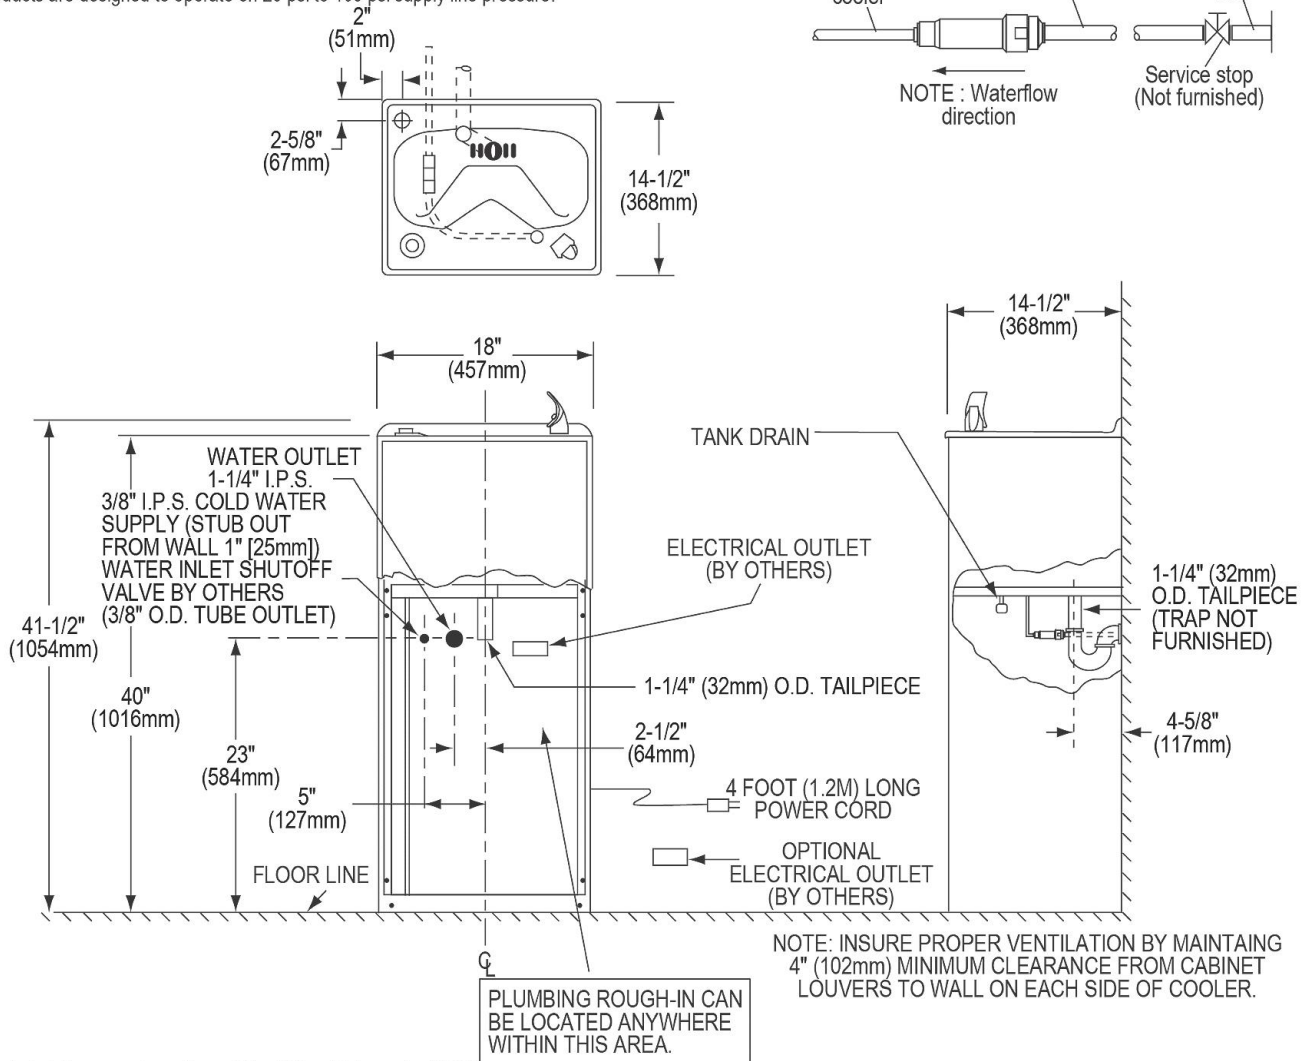 products are designed to operate on 20 psi to 105 psi supply line pressure.
2"
(51mm)
2-5/8"
(67mm)
14-1/2"
(368mm)
cooler
NOTE : Waterflow
direction
Service stop
(Not furnished)
18"
(457mm)
14-1/2"
(368mm)
WATER OUTLET
1-1/4" I.P.S.
3/8" I.P.S. COLD WATER
SUPPLY (STUB OUT
FROM WALL 1" [25mm])
WATER INLET SHUTOFF
VALVE BY OTHERS
(3/8" O.D. TUBE OUTLET)
TANK DRAIN
ELECTRICAL OUTLET
(BY OTHERS)
1-1/4" (32mm)
O.D. TAILPIECE
(TRAP NOT
FURNISHED)
41-1/2"
(1054mm)
40"
(1016mm)
23"
(584mm)
5"
(127mm)
1-1/4" (32mm) O.D. TAILPIECE
2-1/2"
(64mm)
4-5/8"
(117mm)
4 FOOT (1.2M) LONG
POWER CORD
OPTIONAL
ELECTRICAL OUTLET
(BY OTHERS)
FLOOR LINE
NOTE: INSURE PROPER VENTILATION BY MAINTAING
4" (102mm) MINIMUM CLEARANCE FROM CABINET
LOUVERS TO WALL ON EACH SIDE OF COOLER.
CL
PLUMBING ROUGH-IN CAN
BE LOCATED ANYWHERE
WITHIN THIS AREA.